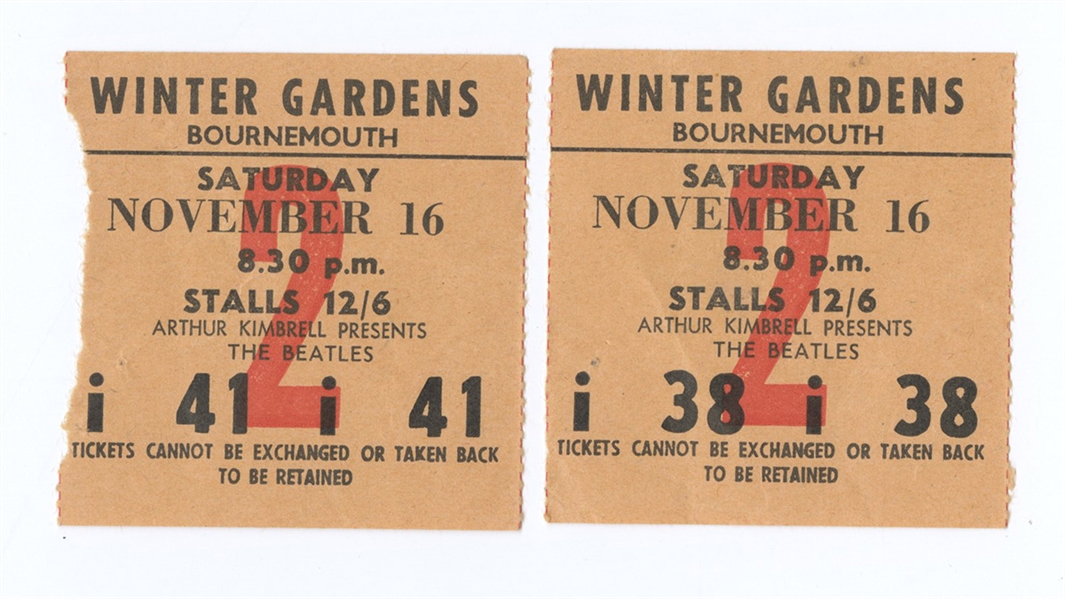 WINTER GARDENS
BOURNEMOUTH
SATURDAY
NOVEMBER 16
8.30 p.m.
STALLS 12/6
ARTHUR KIMBRELL PRESENTS
THE BEATLES
2
i 41 i 41
TICKETS CANNOT BE EXCHANGED OR TAKEN BACK
TO BE RETAINED
WINTER GARDENS
BOURNEMOUTH
SATURDAY
NOVEMBER 16
8.30 p.m.
STALLS 12/6
ARTHUR KIMBRELL PRESENTS
THE BEATLES
2
i 38 i 38
TICKETS CANNOT BE EXCHANGED OR TAKEN BACK
TO BE RETAINED